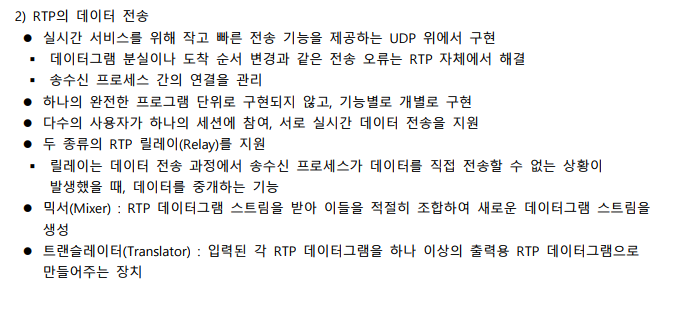 2) RTP의 데이터 전송
● 실시간 서비스를 위해 작고 빠른 전송 기능을 제공하는 UDP 위에서 구현
▪ 데이터그램 분실이나 도착 순서 변경과 같은 전송 오류는 RTP 자체에서 해결
▪ 송수신 프로세스 간의 연결을 관리
● 하나의 완전한 프로그램 단위로 구현되지 않고, 기능별로 개별로 구현
● 다수의 사용자가 하나의 세션에 참여, 서로 실시간 데이터 전송을 지원
● 두 종류의 RTP 릴레이(Relay)를 지원
▪ 릴레이는 데이터 전송 과정에서 송수신 프로세스가 데이터를 직접 전송할 수 없는 상황이
발생했을 때, 데이터를 중개하는 기능
● 믹서(Mixer) : RTP 데이터그램 스트림을 받아 이들을 적절히 조합하여 새로운 데이터그램 스트림을
생성
● 트랜슬레이터(Translator) : 입력된 각 RTP 데이터그램을 하나 이상의 출력용 RTP 데이터그램으로
만들어주는 장치